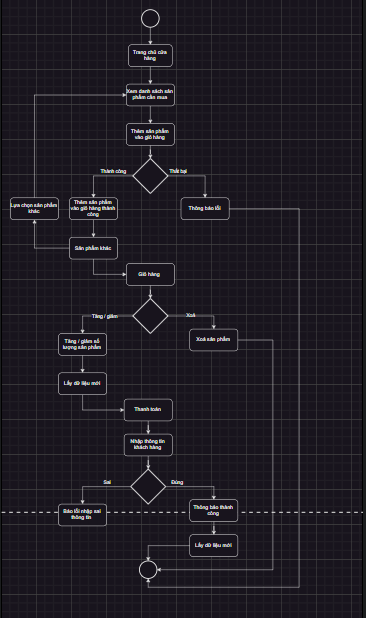 Trang chủ cửa
hàng
Xem danh sách sản
phẩm cần mua
Thêm sản phẩm
vào giỏ hàng
Thành công
Thất bại
Lựa chọn sản phẩm
khác
Thêm sản phẩm
vào giỏ hàng thành
công
Thông báo lỗi
Sản phẩm khác
Giỏ hàng
Tăng / giảm
Xoá
Tăng / giảm số
lượng sản phẩm
Xoá sản phẩm
Lấy dữ liệu mới
Thanh toán
Nhập thông tin
khách hàng
Sai
Đúng
Báo lỗi nhập sai
thông tin
Thông báo thành
công
Lấy dữ liệu mới